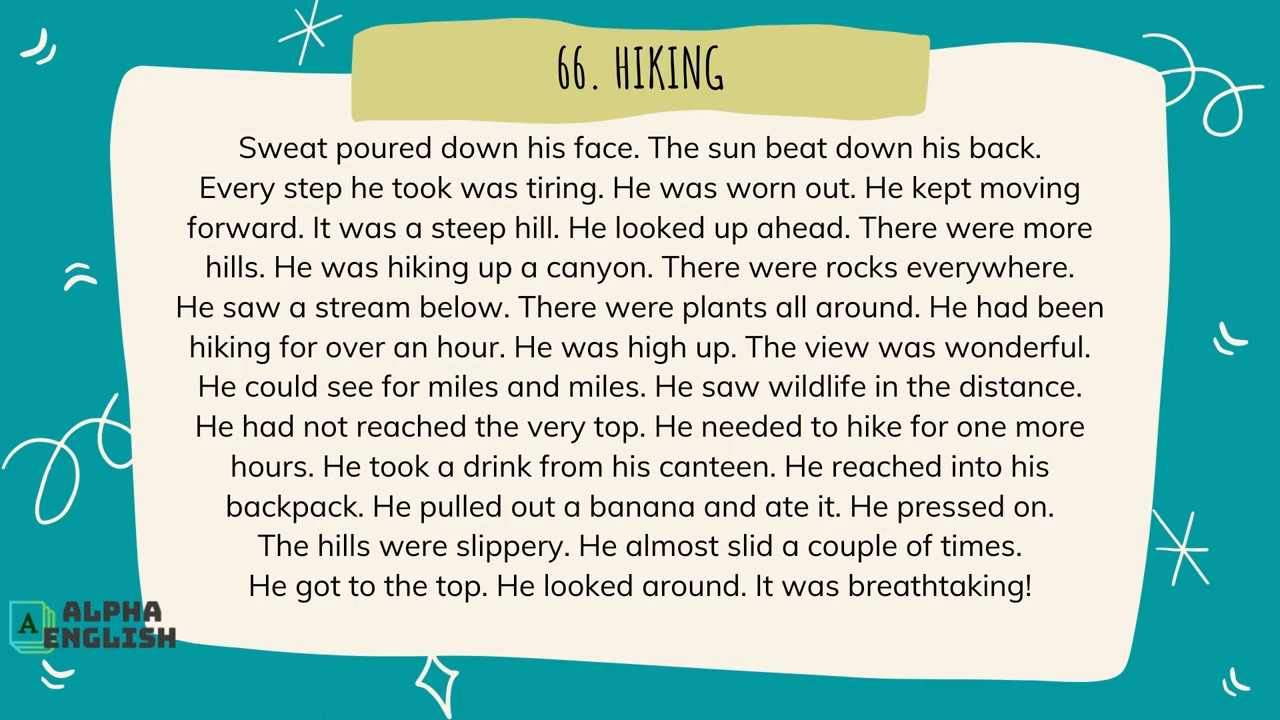 66. HIKING
Sweat poured down his face. The sun beat down his back.
Every step he took was tiring. He was worn out. He kept moving
forward. It was a steep hill. He looked up ahead. There were more
hills. He was hiking up a canyon. There were rocks everywhere.
He saw a stream below. There were plants all around. He had been
hiking for over an hour. He was high up. The view was wonderful.
He could see for miles and miles. He saw wildlife in the distance.
He had not reached the very top. He needed to hike for one more
hours. He took a drink from his canteen. He reached into his
backpack. He pulled out a banana and ate it. He pressed on.
The hills were slippery. He almost slid a couple of times.
He got to the top. He looked around. It was breathtaking!
A
ALPHA
ENGLISH